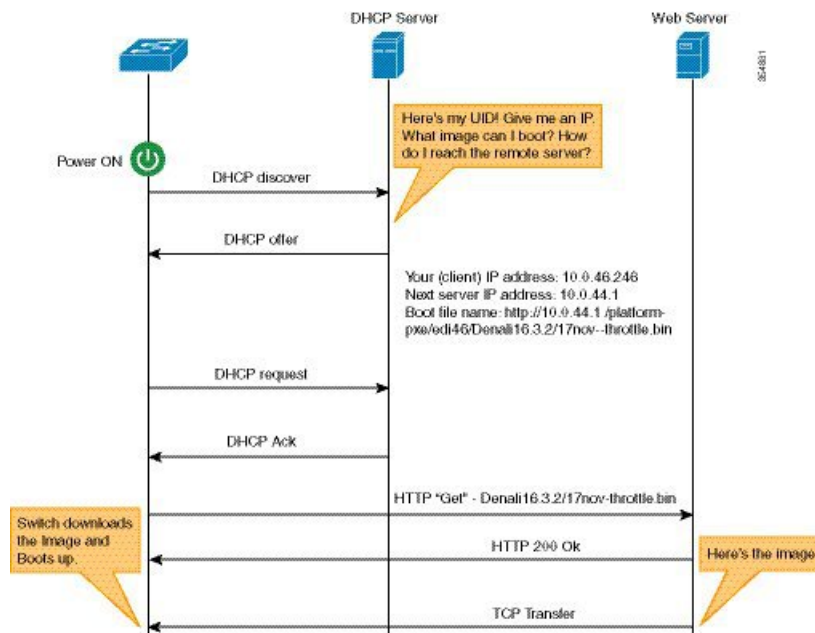 DHCP Server
Web Server
354881
Here's my UID! Give me an IP.
What image can I boot? How
do I reach the remote server?
Power ON
DHCP discover
DHCP offer
Your (client) IP address: 10.0.46.246
Next server IP address: 10.0.44.1
Boot file name: http://10.0.44.1 /platform-
pxe/edi46/Denali16.3.2/17nov--throttle.bin
DHCP request
DHCP Ack
HTTP "Get" - Denali16.3.2/17nov-throttle.bin
Switch downloads
the Image and
Boots up.
HTTP 200 Ok
Here's the image
TCP Transfer